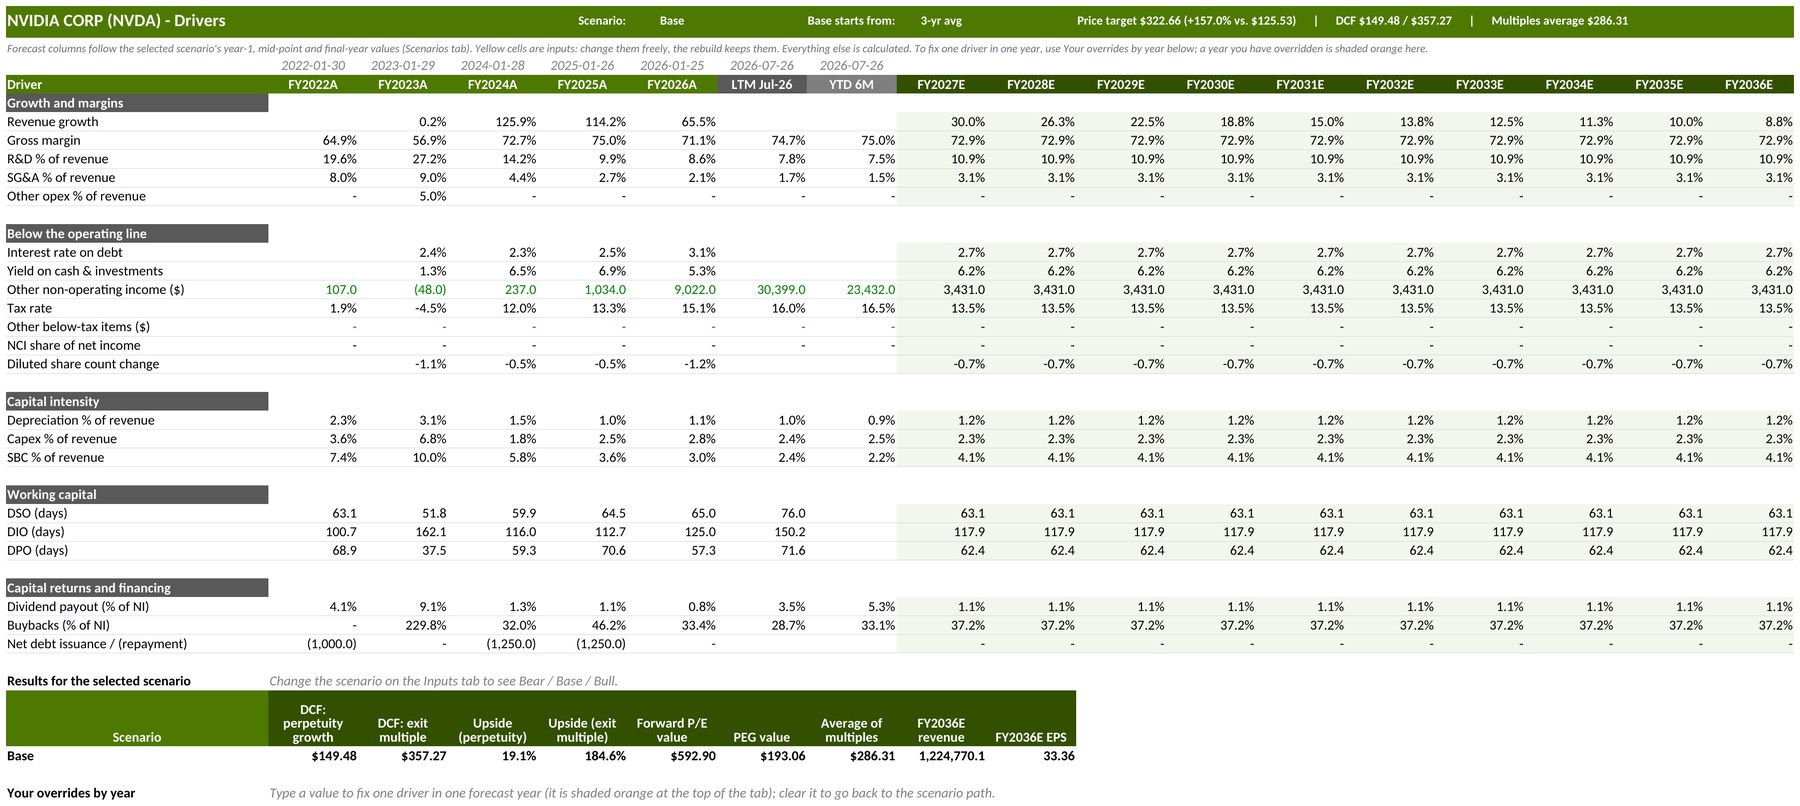 NVIDIA CORP (NVDA) - Drivers Scenario: Base Base starts from: 3-yr avg Price target $322.66 (+157.0% vs. $125.53) | DCF $149.48 / $357.27 | Multiples average $286.31
Forecast columns follow the selected scenario's year-1, mid-point and final-year values (Scenarios tab). Yellow cells are inputs: change them freely, the rebuild keeps them. Everything else is calculated. To fix one driver in one year, use Your overrides by year below; a year you have overridden is shaded orange here.
2022-01-30 2023-01-29 2024-01-28 2025-01-26 2026-01-25 2026-07-26 2026-07-26
Driver FY2022A FY2023A FY2024A FY2025A FY2026A LTM Jul-26 YTD 6M FY2027E FY2028E FY2029E FY2030E FY2031E FY2032E FY2033E FY2034E FY2035E FY2036E
Growth and margins
Revenue growth 0.2% 125.9% 114.2% 65.5% 30.0% 26.3% 22.5% 18.8% 15.0% 13.8% 12.5% 11.3% 10.0% 8.8%
Gross margin 64.9% 56.9% 72.7% 75.0% 71.1% 74.7% 75.0% 72.9% 72.9% 72.9% 72.9% 72.9% 72.9% 72.9% 72.9% 72.9% 72.9%
R&D % of revenue 19.6% 27.2% 14.2% 9.9% 8.6% 7.8% 7.5% 10.9% 10.9% 10.9% 10.9% 10.9% 10.9% 10.9% 10.9% 10.9% 10.9%
SG&A % of revenue 8.0% 9.0% 4.4% 2.7% 2.1% 1.7% 1.5% 3.1% 3.1% 3.1% 3.1% 3.1% 3.1% 3.1% 3.1% 3.1% 3.1%
Other opex % of revenue - 5.0% - - - - - - - - - - - - - - -
Below the operating line
Interest rate on debt 2.4% 2.3% 2.5% 3.1% 2.7% 2.7% 2.7% 2.7% 2.7% 2.7% 2.7% 2.7% 2.7% 2.7%
Yield on cash & investments 1.3% 6.5% 6.9% 5.3% 6.2% 6.2% 6.2% 6.2% 6.2% 6.2% 6.2% 6.2% 6.2% 6.2%
Other non-operating income ($) 107.0 (48.0) 237.0 1,034.0 9,022.0 30,399.0 23,432.0 3,431.0 3,431.0 3,431.0 3,431.0 3,431.0 3,431.0 3,431.0 3,431.0 3,431.0 3,431.0
Tax rate 1.9% -4.5% 12.0% 13.3% 15.1% 16.0% 16.5% 13.5% 13.5% 13.5% 13.5% 13.5% 13.5% 13.5% 13.5% 13.5% 13.5%
Other below-tax items ($) - - - - - - - - - - - - - - - - -
NCI share of net income - - - - - - - - - - - - - - - - -
Diluted share count change -1.1% -0.5% -0.5% -1.2% -0.7% -0.7% -0.7% -0.7% -0.7% -0.7% -0.7% -0.7% -0.7% -0.7%
Capital intensity
Depreciation % of revenue 2.3% 3.1% 1.5% 1.0% 1.1% 1.0% 0.9% 1.2% 1.2% 1.2% 1.2% 1.2% 1.2% 1.2% 1.2% 1.2% 1.2%
Capex % of revenue 3.6% 6.8% 1.8% 2.5% 2.8% 2.4% 2.5% 2.3% 2.3% 2.3% 2.3% 2.3% 2.3% 2.3% 2.3% 2.3% 2.3%
SBC % of revenue 7.4% 10.0% 5.8% 3.6% 3.0% 2.4% 2.2% 4.1% 4.1% 4.1% 4.1% 4.1% 4.1% 4.1% 4.1% 4.1% 4.1%
Working capital
DSO (days) 63.1 51.8 59.9 64.5 65.0 76.0 63.1 63.1 63.1 63.1 63.1 63.1 63.1 63.1 63.1 63.1
DIO (days) 100.7 162.1 116.0 112.7 125.0 150.2 117.9 117.9 117.9 117.9 117.9 117.9 117.9 117.9 117.9 117.9
DPO (days) 68.9 37.5 59.3 70.6 57.3 71.6 62.4 62.4 62.4 62.4 62.4 62.4 62.4 62.4 62.4 62.4
Capital returns and financing
Dividend payout (% of NI) 4.1% 9.1% 1.3% 1.1% 0.8% 3.5% 5.3% 1.1% 1.1% 1.1% 1.1% 1.1% 1.1% 1.1% 1.1% 1.1% 1.1%
Buybacks (% of NI) - 229.8% 32.0% 46.2% 33.4% 28.7% 33.1% 37.2% 37.2% 37.2% 37.2% 37.2% 37.2% 37.2% 37.2% 37.2% 37.2%
Net debt issuance / (repayment) (1,000.0) - (1,250.0) (1,250.0) - - - - - - - - - - -
Results for the selected scenario Change the scenario on the Inputs tab to see Bear / Base / Bull.
Scenario DCF: perpetuity growth DCF: exit multiple Upside (perpetuity) Upside (exit multiple) Forward P/E value PEG value Average of multiples FY2036E revenue FY2036E EPS
Base $149.48 $357.27 19.1% 184.6% $592.90 $193.06 $286.31 1,224,770.1 33.36
Your overrides by year Type a value to fix one driver in one forecast year (it is shaded orange at the top of the tab); clear it to go back to the scenario path.